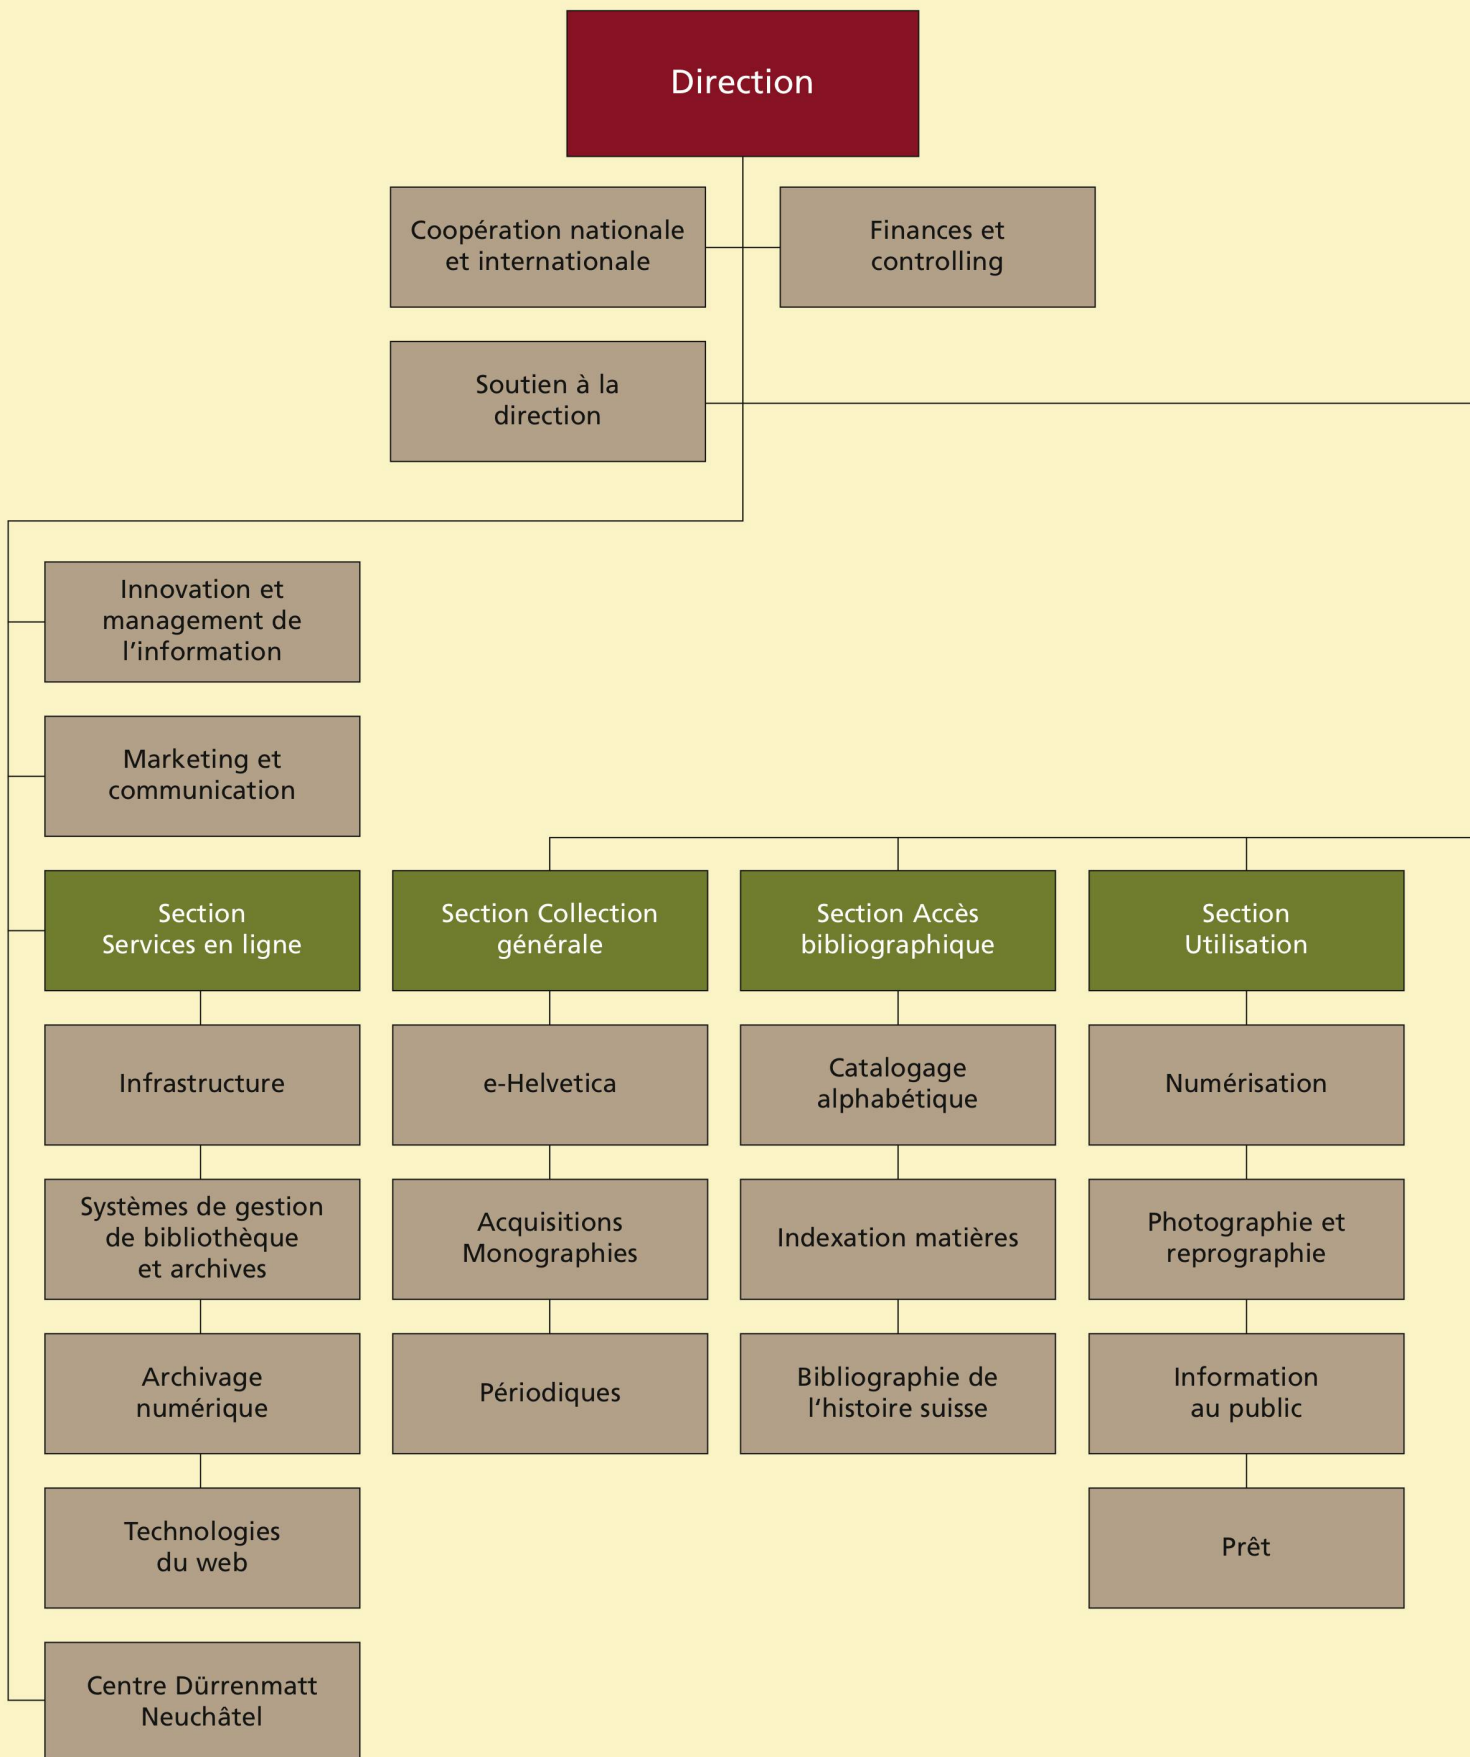 Direction
Coopération nationale
et internationale
Finances et
controlling
Soutien à la
direction
Innovation et
management de
l’information
Marketing et
communication
Section
Services en ligne
Section Collection
générale
Section Accès
bibliographique
Section
Utilisation
Infrastructure
e-Helvetica
Catalogage
alphabétique
Numérisation
Systèmes de gestion
de bibliothèque
et archives
Acquisitions
Monographies
Indexation matières
Photographie et
reprographie
Archivage
numérique
Périodiques
Bibliographie de
l‘histoire suisse
Information
au public
Technologies
du web
Prêt
Centre Dürrenmatt
Neuchâtel